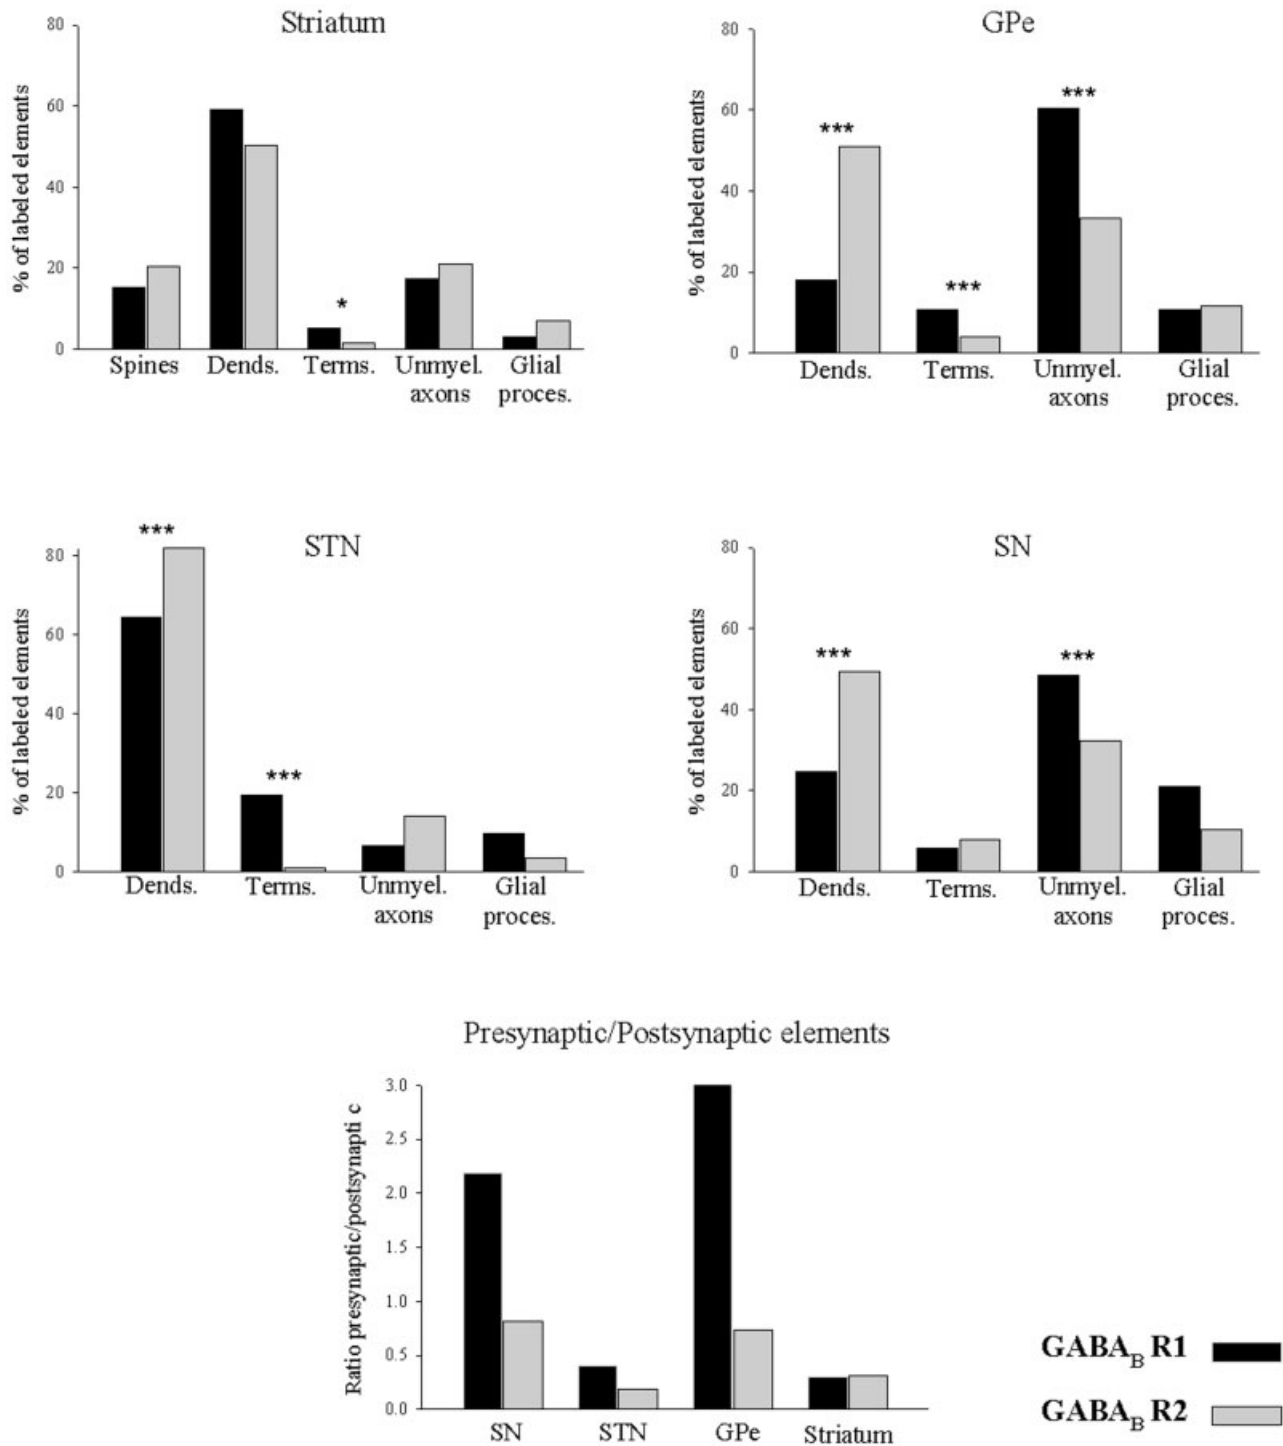 Striatum
% of labeled elements
80
60
40
20
0
*
Spines Dends. Terms. Unmyel. axons Glial proces.
GPe
% of labeled elements
80
60
40
20
0
*** *** ***
Dends. Terms. Unmyel. axons Glial proces.
STN
% of labeled elements
80
60
40
20
0
*** ***
Dends. Terms. Unmyel. axons Glial proces.
SN
% of labeled elements
80
60
40
20
0
*** ***
Dends. Terms. Unmyel. axons Glial proces.
Presynaptic/Postsynaptic elements
Ratio presynaptic/postsynapti c
3.0
2.5
2.0
1.5
1.0
0.5
0.0
SN STN GPe Striatum
GABA_B R1
GABA_B R2